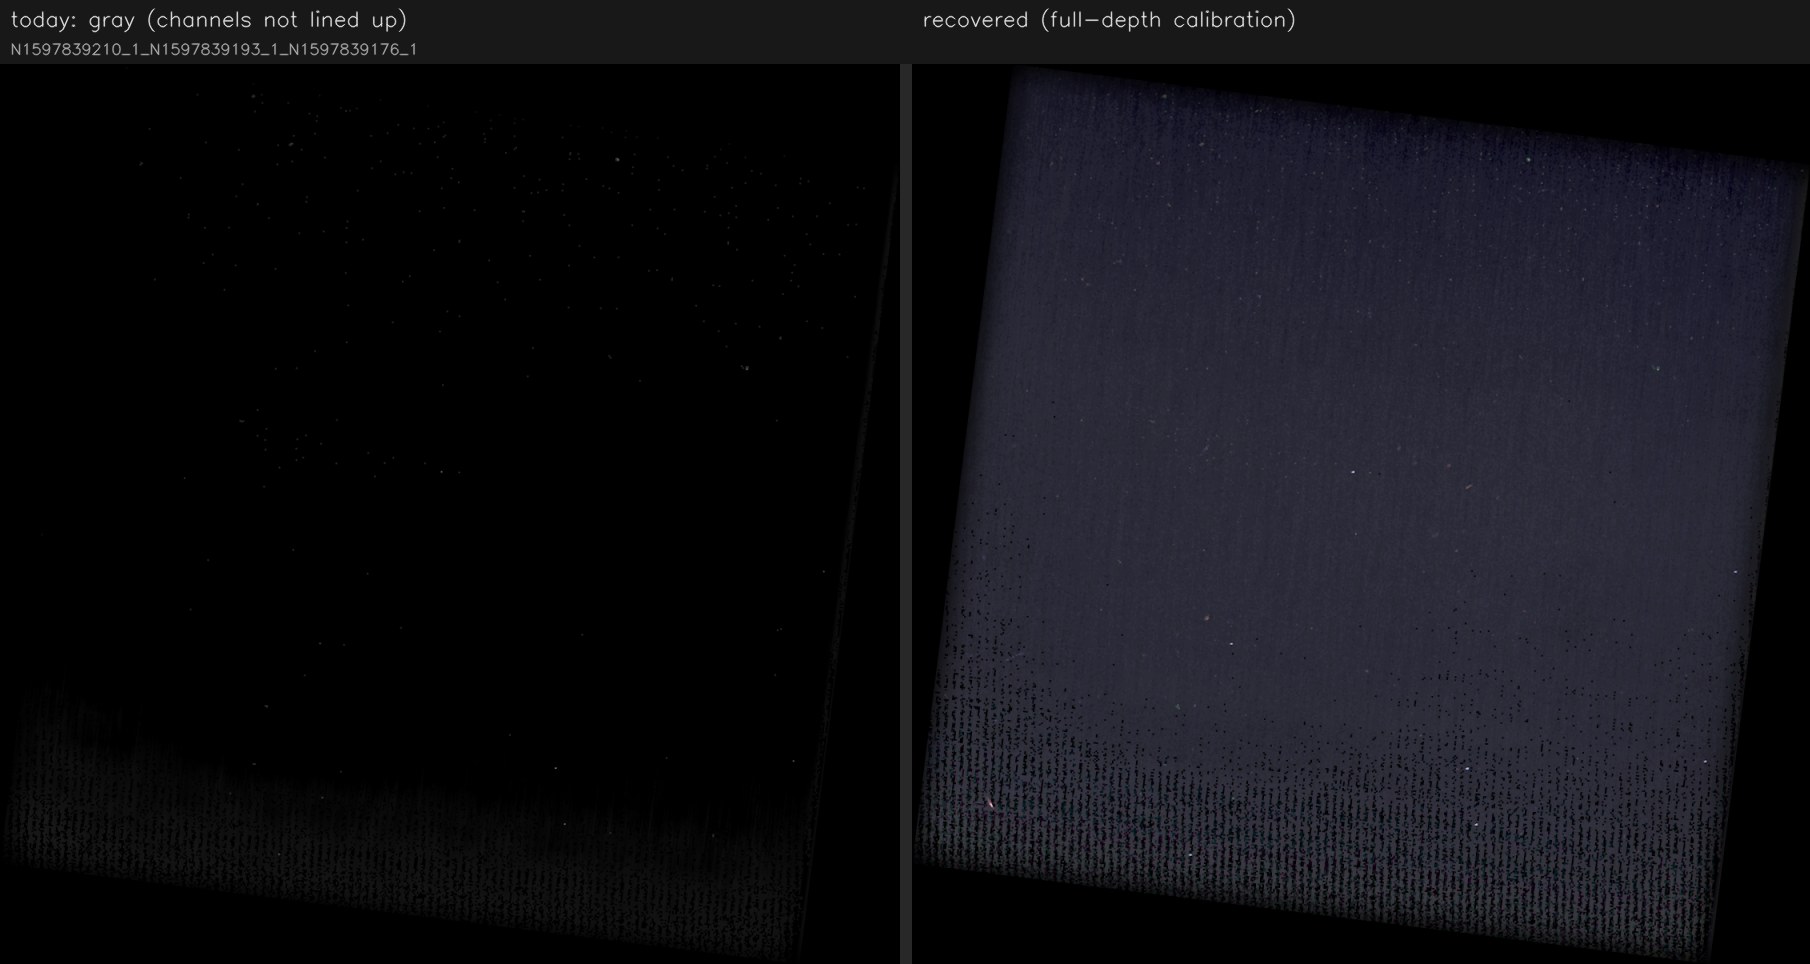 today: gray (channels not lined up)
N1597839210_1_N1597839193_1_N1597839176_1
recovered (full-depth calibration)